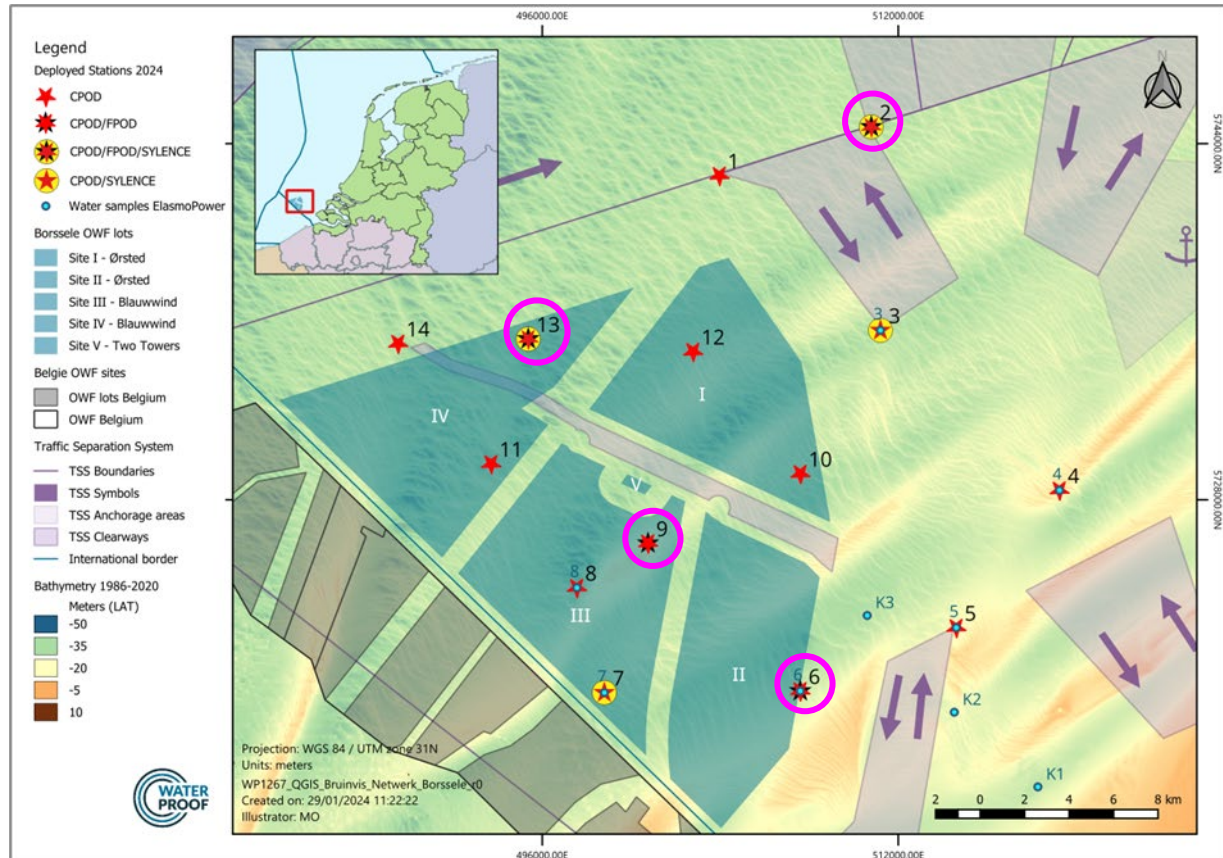 496000.00E
512000.00E
Legend
Deployed Stations 2024
CPOD
CPOD/FPOD
CPOD/FPOD/SYLENCE
CPOD/SYLENCE
Water samples ElasmoPower
Borssele OWF lots
Site I - Ørsted
Site II - Ørsted
Site III - Blauwwind
Site IV - Blauwwind
Site V - Two Towers
Belgie OWF sites
OWF lots Belgium
OWF Belgium
Traffic Separation System
TSS Boundaries
TSS Symbols
TSS Anchorage areas
TSS Clearways
International border
Bathymetry 1986-2020
Meters (LAT)
-50
-35
-20
-5
10
WATER
PROOF
N
2
1
5744000.00N
3 3
13
14
12
I
IV
11
10
V
4 4
5728000.00N
9
8 8
III
K3
5 5
II
6 6
7 7
K2
K1
Projection: WGS 84 / UTM zone 31N
Units: meters
WP1267_QGIS_Bruinvis_Netwerk_Borssele_r0
Created on: 29/01/2024 11:22:22
Illustrator: MO
2 0 2 4 6 8 km
496000.00E
512000.00E